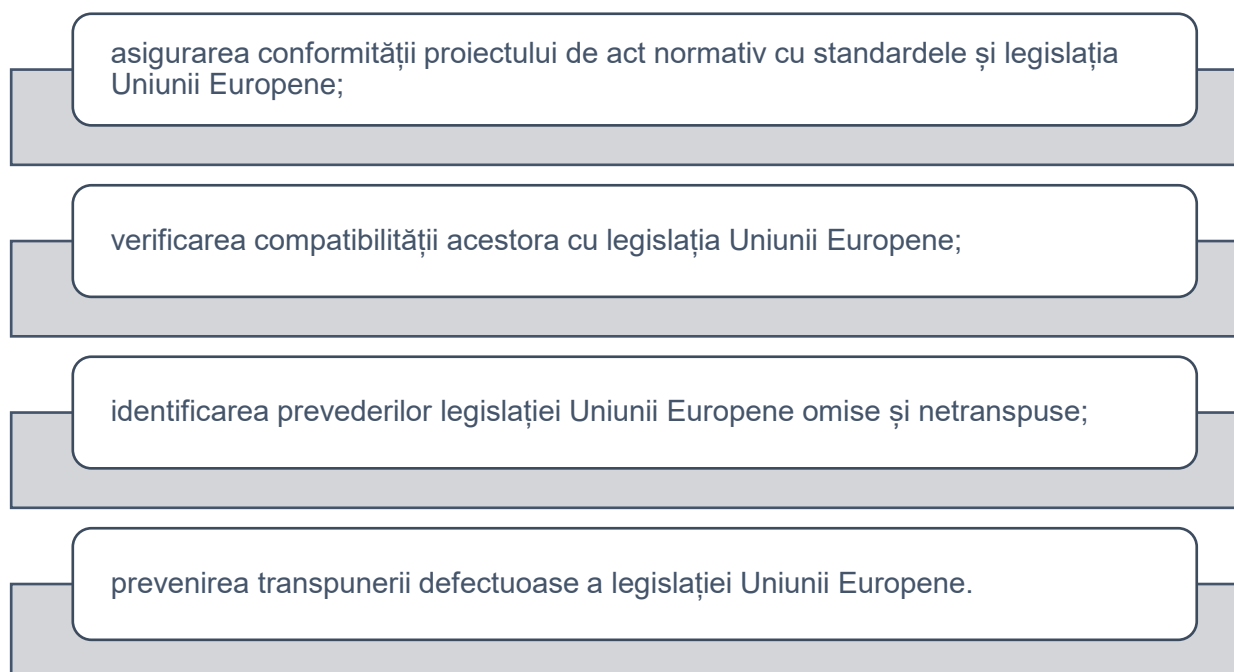 asigurarea conformității proiectului de act normativ cu standardele și legislația
Uniunii Europene;
verificarea compatibilității acestora cu legislația Uniunii Europene;
identificarea prevederilor legislației Uniunii Europene omise și netranspuse;
prevenirea transpunerii defectuoase a legislației Uniunii Europene.